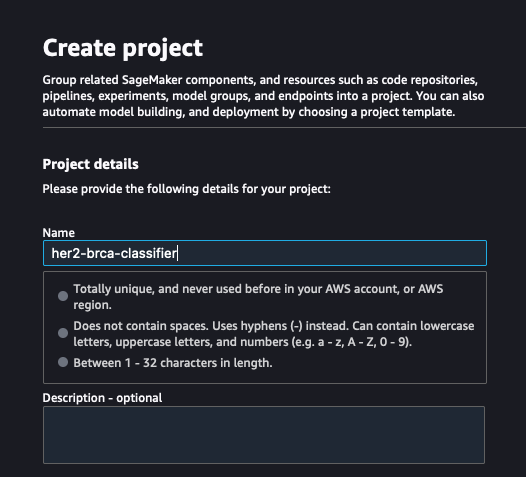 Create project
Group related SageMaker components, and resources such as code repositories,
pipelines, experiments, model groups, and endpoints into a project. You can also
automate model building, and deployment by choosing a project template.
Project details
Please provide the following details for your project:
Name
her2-brca-classifier
Totally unique, and never used before in your AWS account, or AWS
region.
Does not contain spaces. Uses hyphens (-) instead. Can contain lowercase
letters, uppercase letters, and numbers (e.g. a - z, A - Z, 0 - 9).
Between 1 - 32 characters in length.
Description - optional